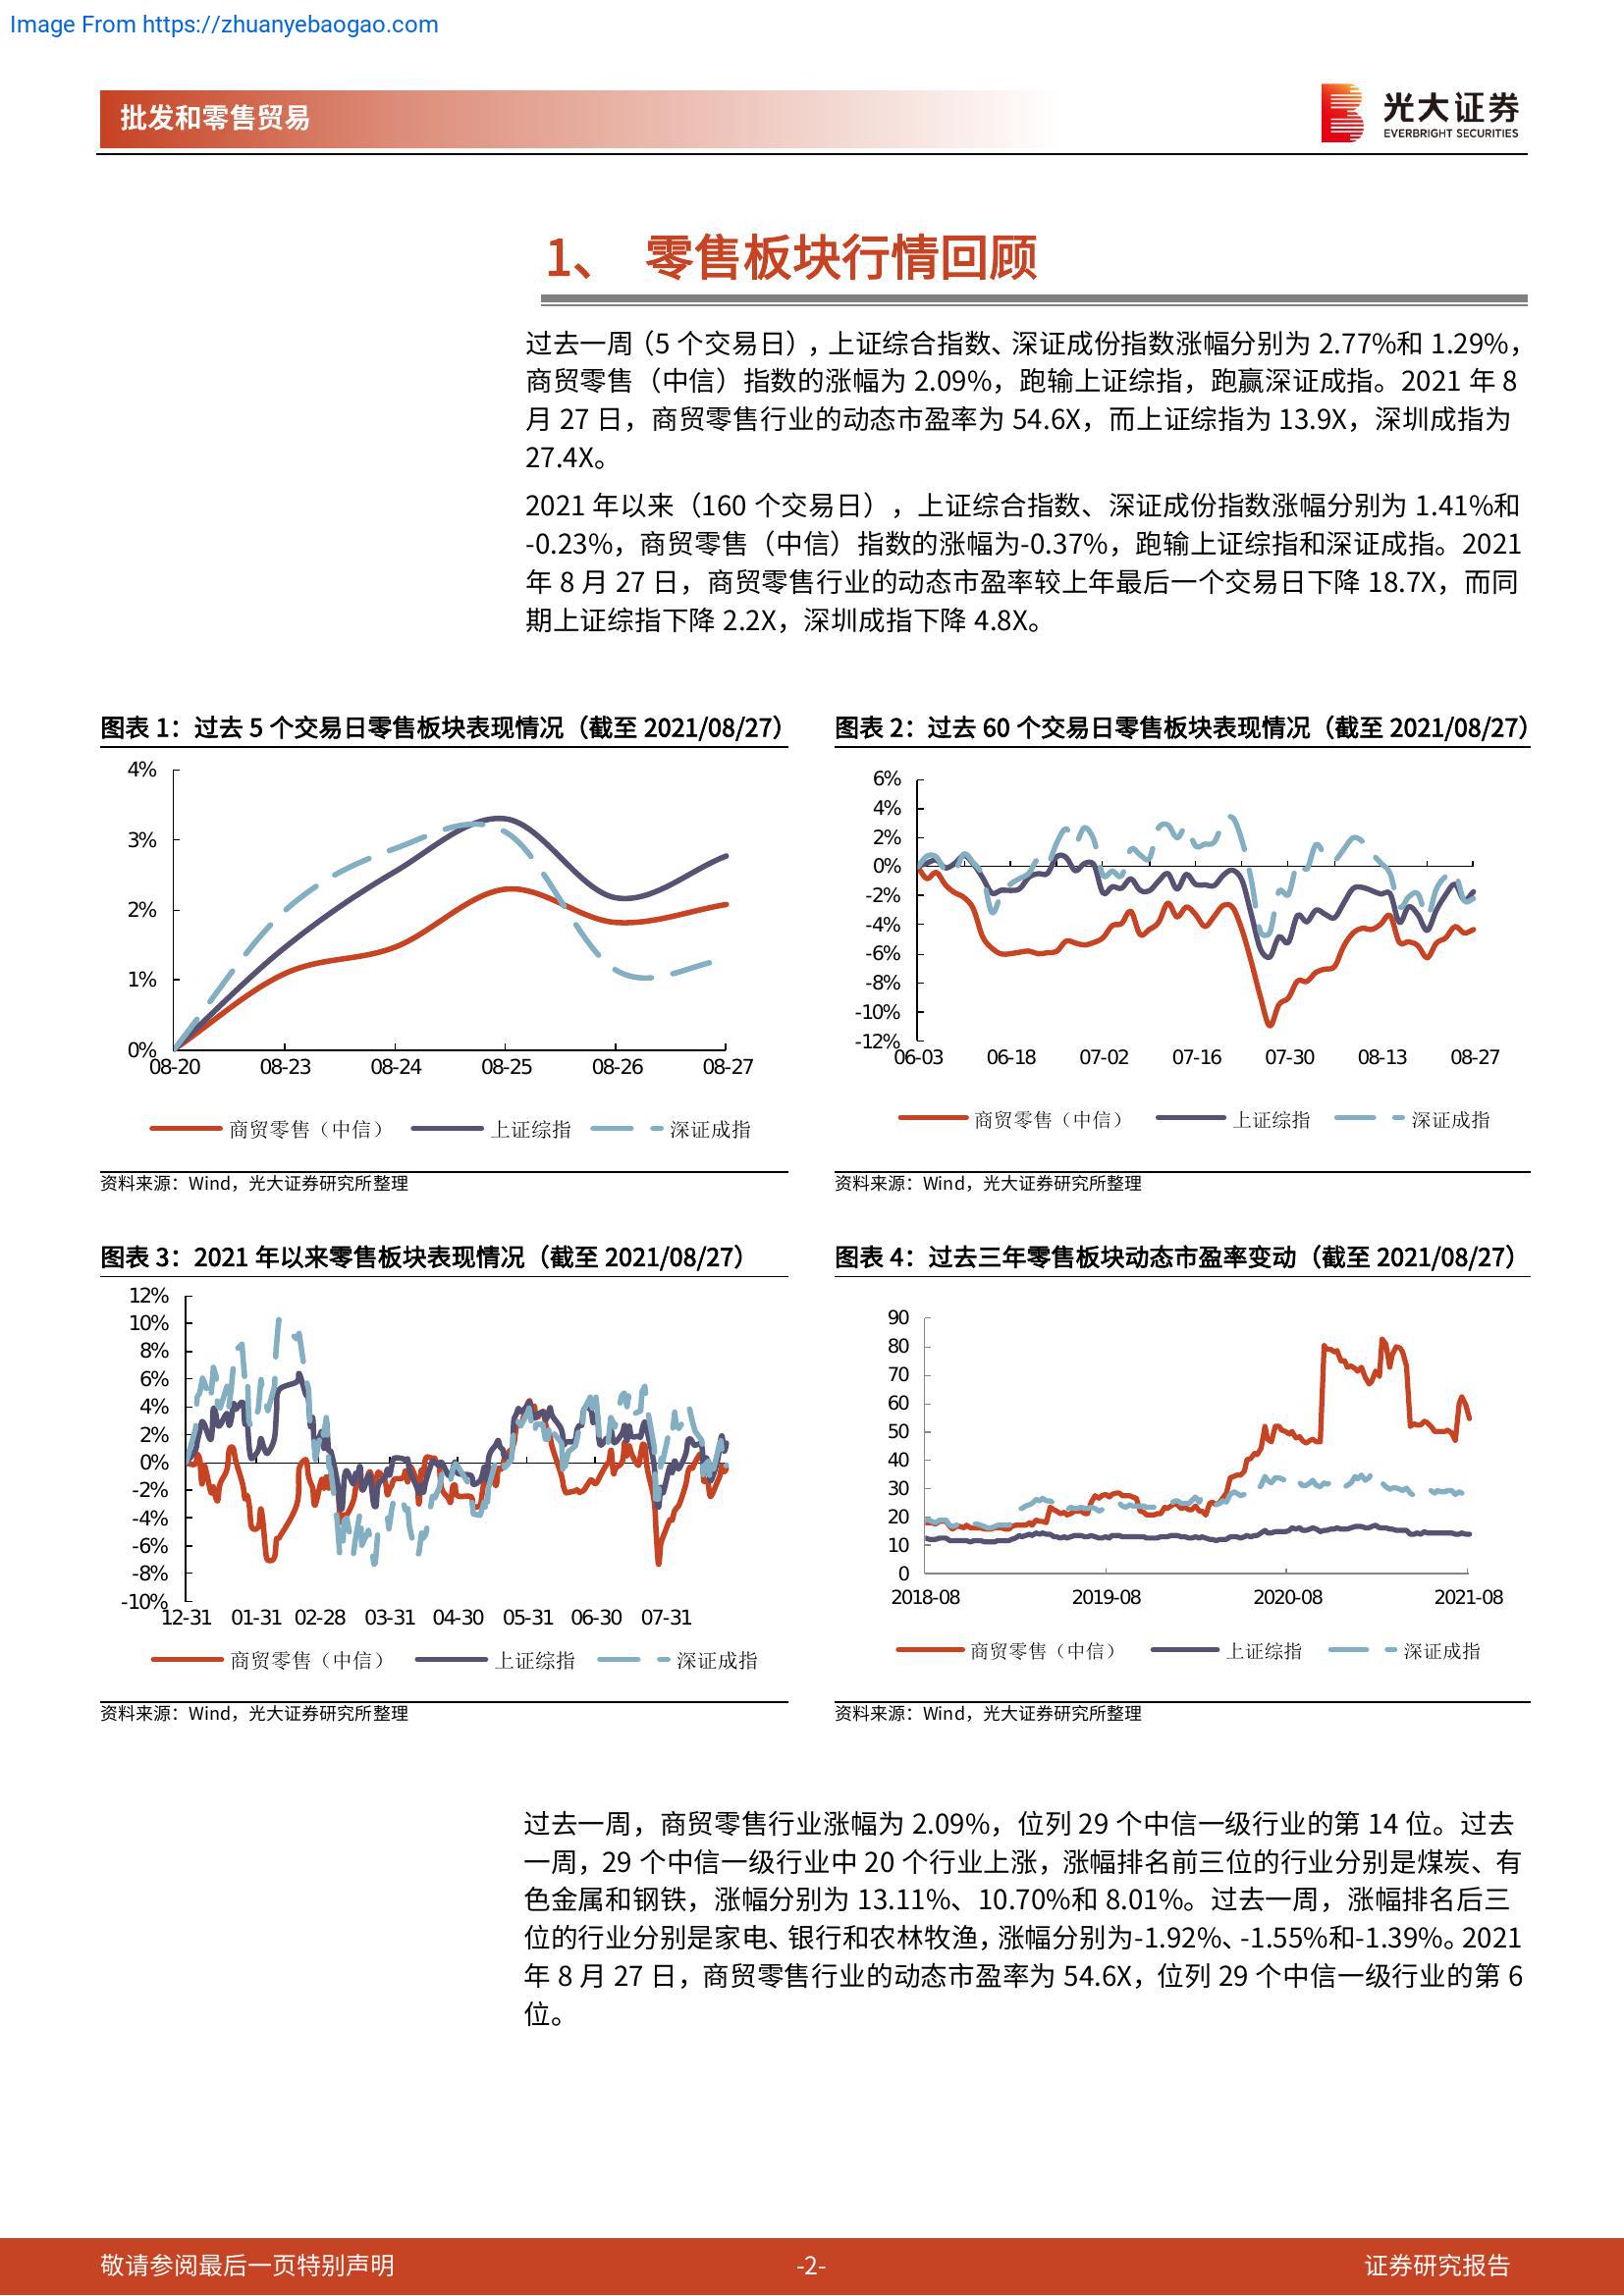 Image From https://zhuanyebaogao.com
批发和零售贸易
光大证券
EVERBRIGHT SECURITIES
1、 零售板块行情回顾
过去一周（5 个交易日），上证综合指数、深证成份指数涨幅分别为 2.77%和 1.29%，
商贸零售（中信）指数的涨幅为 2.09%，跑输上证综指，跑赢深证成指。2021 年 8
月 27 日，商贸零售行业的动态市盈率为 54.6X，而上证综指为 13.9X，深圳成指为
27.4X。
2021 年以来（160 个交易日），上证综合指数、深证成份指数涨幅分别为 1.41%和
-0.23%，商贸零售（中信）指数的涨幅为-0.37%，跑输上证综指和深证成指。2021
年 8 月 27 日，商贸零售行业的动态市盈率较上年最后一个交易日下降 18.7X，而同
期上证综指下降 2.2X，深圳成指下降 4.8X。
图表 1：过去 5 个交易日零售板块表现情况（截至 2021/08/27）
4%
3%
2%
1%
0%
08-20 08-23 08-24 08-25 08-26 08-27
商贸零售（中信） 上证综指 深证成指
资料来源：Wind，光大证券研究所整理
图表 2：过去 60 个交易日零售板块表现情况（截至 2021/08/27）
6%
4%
2%
0%
-2%
-4%
-6%
-8%
-10%
-12%
06-03 06-18 07-02 07-16 07-30 08-13 08-27
商贸零售（中信） 上证综指 深证成指
资料来源：Wind，光大证券研究所整理
图表 3：2021 年以来零售板块表现情况（截至 2021/08/27）
12%
10%
8%
6%
4%
2%
0%
-2%
-4%
-6%
-8%
-10%
12-31 01-31 02-28 03-31 04-30 05-31 06-30 07-31
商贸零售（中信） 上证综指 深证成指
资料来源：Wind，光大证券研究所整理
图表 4：过去三年零售板块动态市盈率变动（截至 2021/08/27）
90
80
70
60
50
40
30
20
10
0
2018-08 2019-08 2020-08 2021-08
商贸零售（中信） 上证综指 深证成指
资料来源：Wind，光大证券研究所整理
过去一周，商贸零售行业涨幅为 2.09%，位列 29 个中信一级行业的第 14 位。过去
一周，29 个中信一级行业中 20 个行业上涨，涨幅排名前三位的行业分别是煤炭、有
色金属和钢铁，涨幅分别为 13.11%、10.70%和 8.01%。过去一周，涨幅排名后三
位的行业分别是家电、银行和农林牧渔，涨幅分别为-1.92%、-1.55%和-1.39%。2021
年 8 月 27 日，商贸零售行业的动态市盈率为 54.6X，位列 29 个中信一级行业的第 6
位。
敬请参阅最后一页特别声明
-2-
证券研究报告